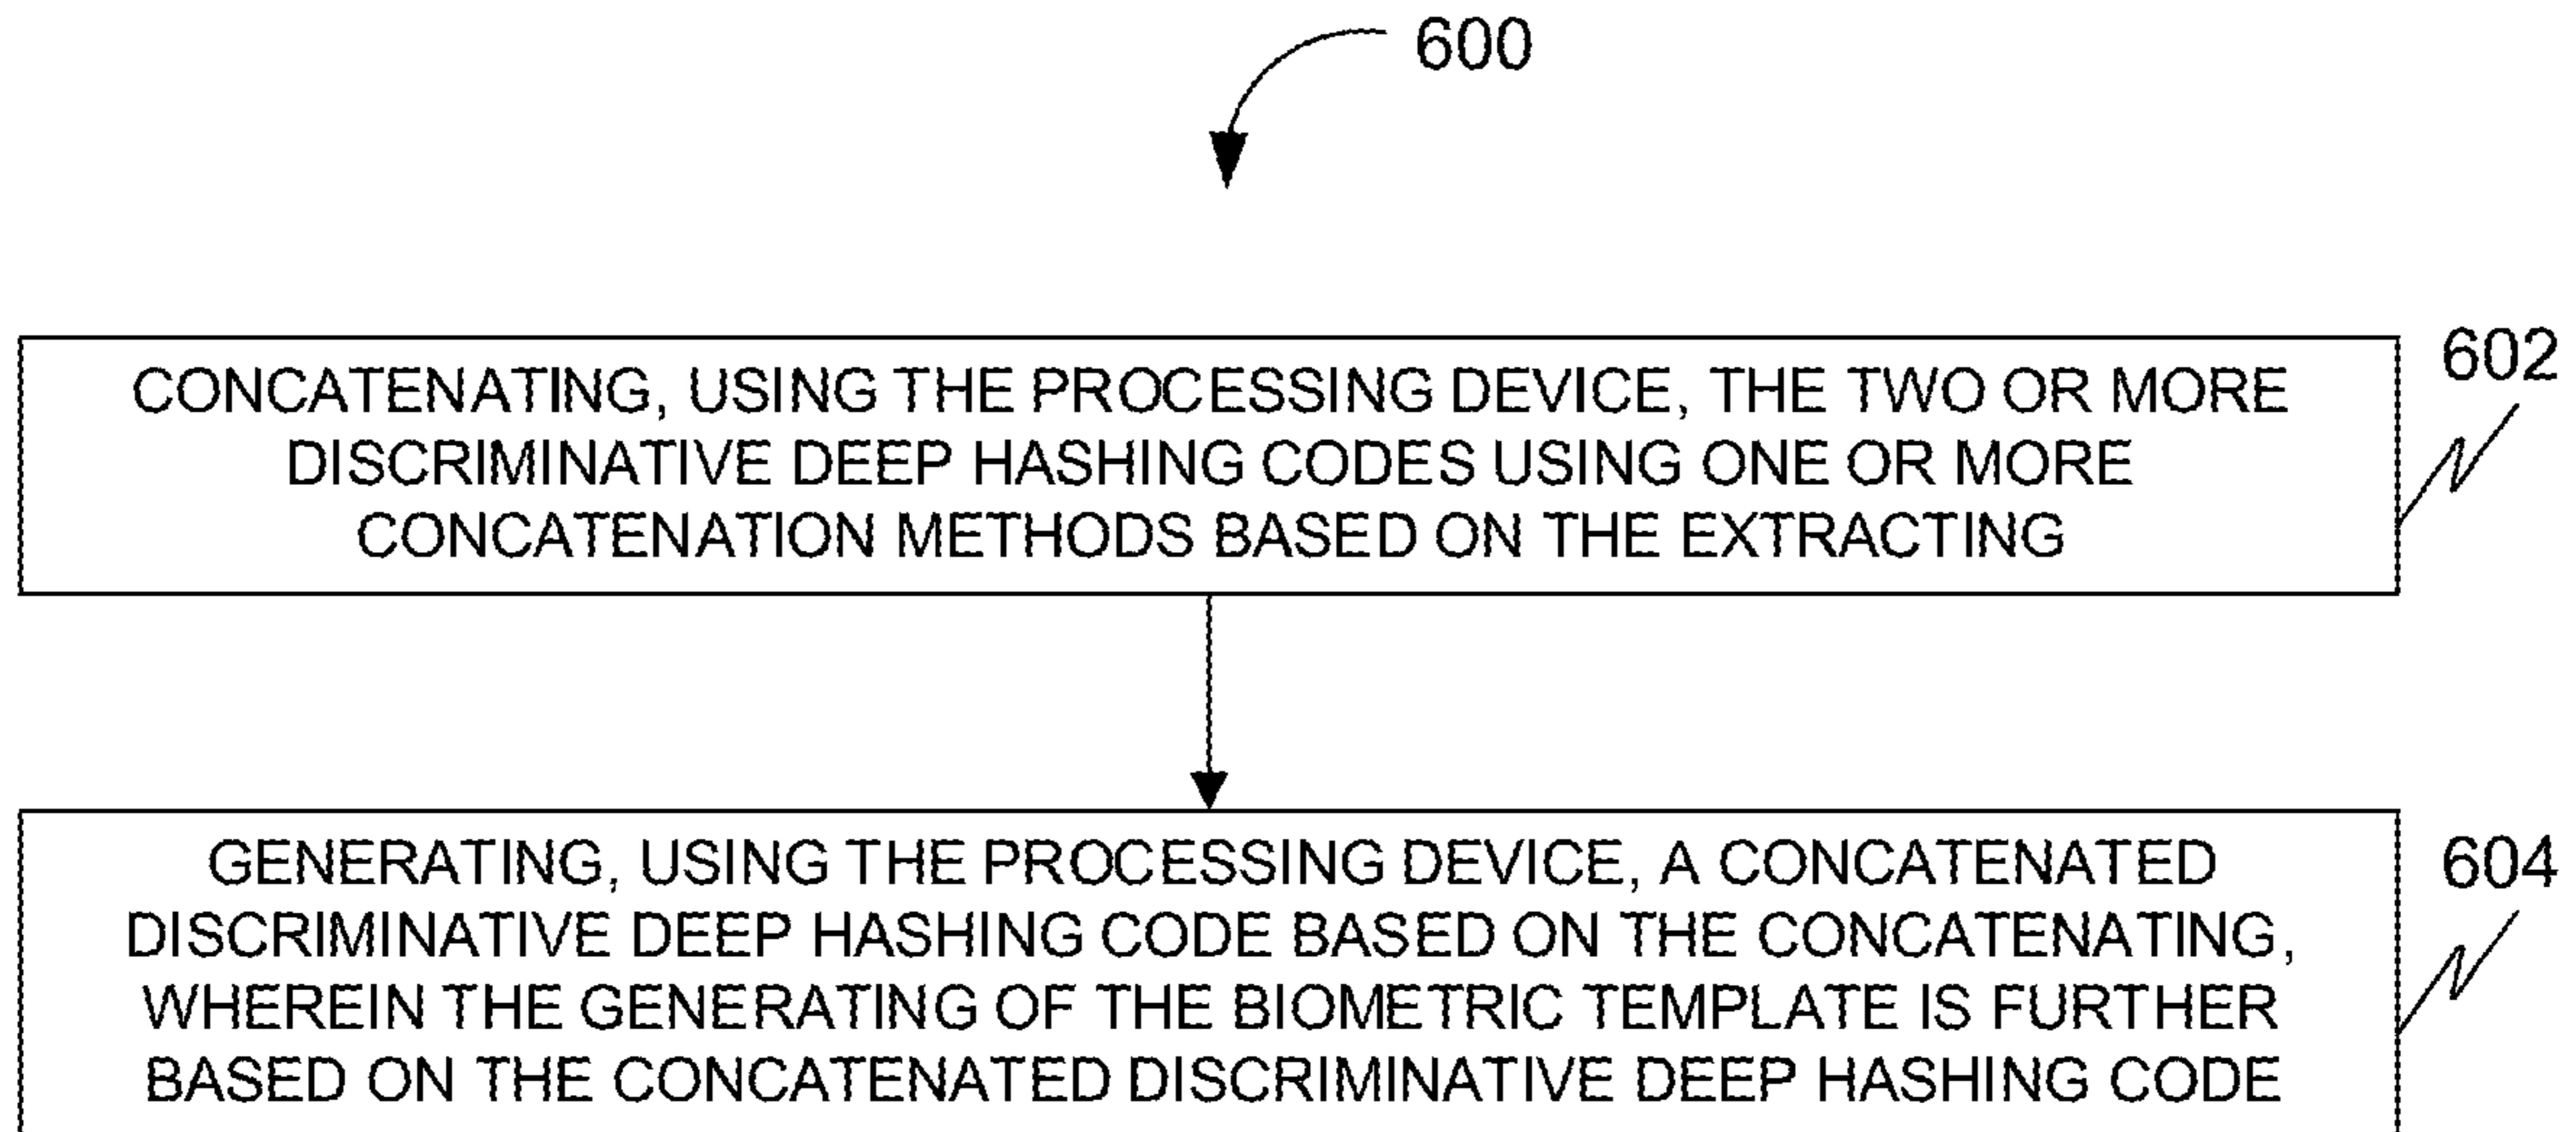 600
602
CONCATENATING, USING THE PROCESSING DEVICE, THE TWO OR MORE
DISCRIMINATIVE DEEP HASHING CODES USING ONE OR MORE
CONCATENATION METHODS BASED ON THE EXTRACTING
604
GENERATING, USING THE PROCESSING DEVICE, A CONCATENATED
DISCRIMINATIVE DEEP HASHING CODE BASED ON THE CONCATENATING,
WHEREIN THE GENERATING OF THE BIOMETRIC TEMPLATE IS FURTHER
BASED ON THE CONCATENATED DISCRIMINATIVE DEEP HASHING CODE